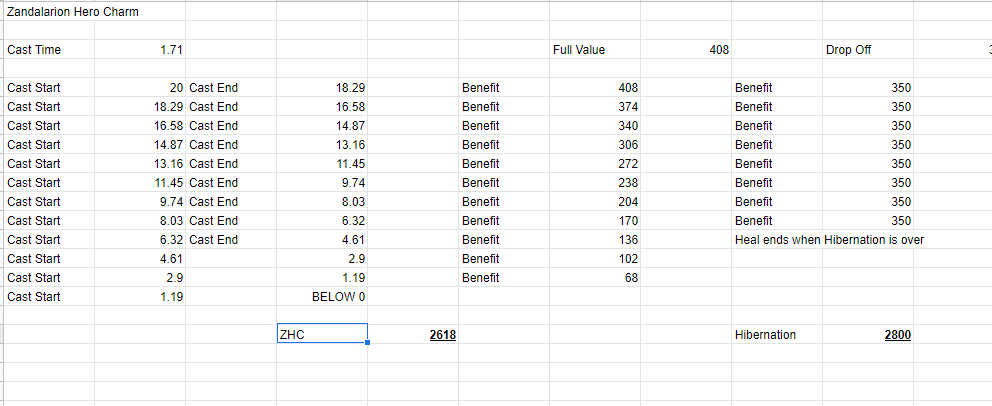 Zandalarion Hero Charm
Cast Time 1.71 Full Value 408 Drop Off
Cast Start 20 Cast End 18.29 Benefit 408 Benefit 350
Cast Start 18.29 Cast End 16.58 Benefit 374 Benefit 350
Cast Start 16.58 Cast End 14.87 Benefit 340 Benefit 350
Cast Start 14.87 Cast End 13.16 Benefit 306 Benefit 350
Cast Start 13.16 Cast End 11.45 Benefit 272 Benefit 350
Cast Start 11.45 Cast End 9.74 Benefit 238 Benefit 350
Cast Start 9.74 Cast End 8.03 Benefit 204 Benefit 350
Cast Start 8.03 Cast End 6.32 Benefit 170 Benefit 350
Cast Start 6.32 Cast End 4.61 Benefit 136 Heal ends when Hibernation is over
Cast Start 4.61 2.9 Benefit 102
Cast Start 2.9 1.19 Benefit 68
Cast Start 1.19 BELOW 0
ZHC 2618 Hibernation 2800